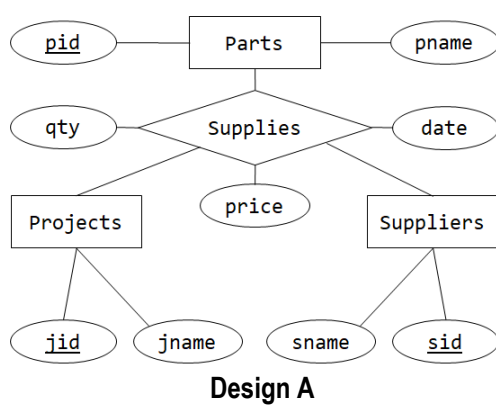 pid Parts pname
qty Supplies date
price
Projects Suppliers
jid jname sname sid
Design A